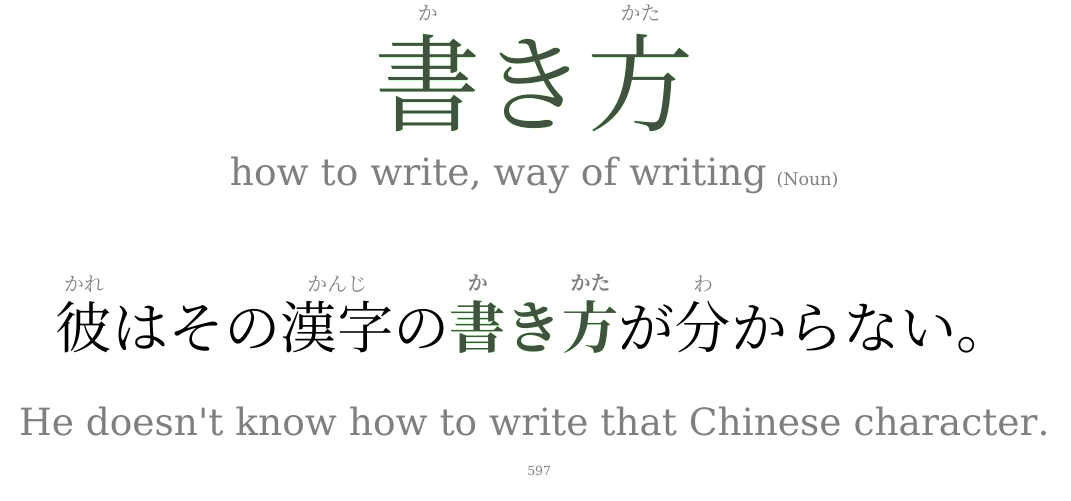 か かた
書き方
how to write, way of writing (Noun)
かれ かんじ か かた わ
彼はその漢字の書き方が分からない。
He doesn't know how to write that Chinese character.
597